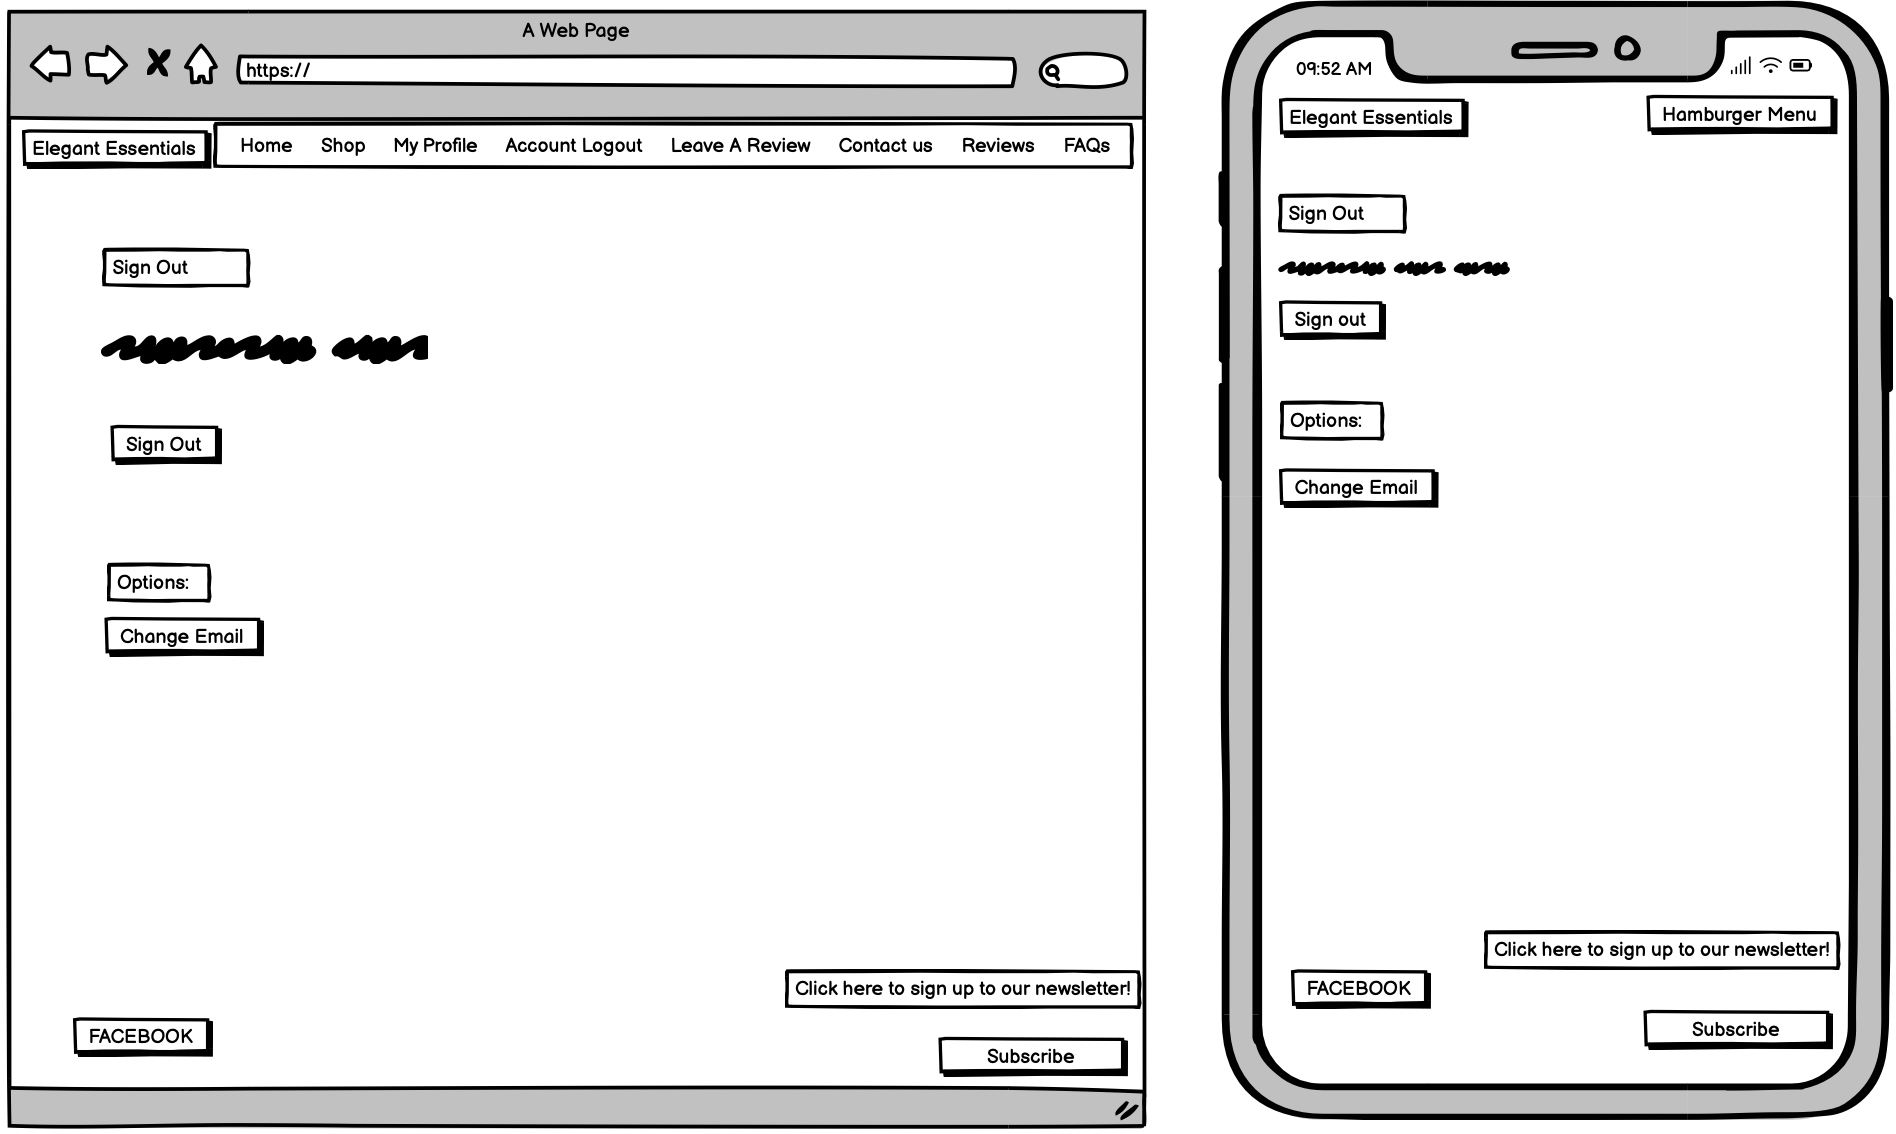 A Web Page
https://
Elegant Essentials
Home Shop My Profile Account Logout Leave A Review Contact us Reviews FAQs
Sign Out
Sign Out
Options:
Change Email
Click here to sign up to our newsletter!
FACEBOOK
Subscribe
09:52 AM
Elegant Essentials
Hamburger Menu
Sign Out
Sign out
Options:
Change Email
Click here to sign up to our newsletter!
FACEBOOK
Subscribe